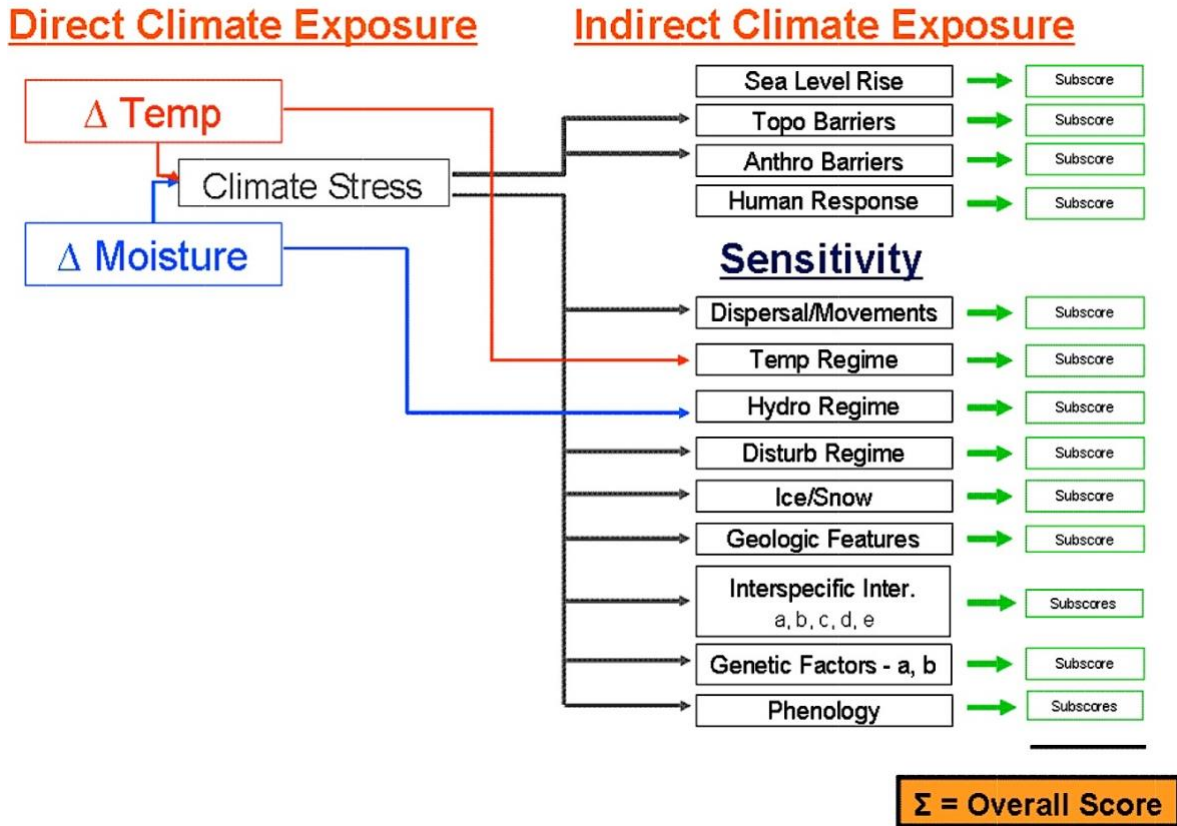 Direct Climate Exposure
Indirect Climate Exposure
Δ Temp
Climate Stress
Δ Moisture
Sea Level Rise
Subscore
Topo Barriers
Subscore
Anthro Barriers
Subscore
Human Response
Subscore
Sensitivity
Dispersal/Movements
Subscore
Temp Regime
Subscore
Hydro Regime
Subscore
Disturb Regime
Subscore
Ice/Snow
Subscore
Geologic Features
Subscore
Interspecific Inter.
a, b, c, d, e
Subscores
Genetic Factors - a, b
Subscore
Phenology
Subscores
Σ = Overall Score